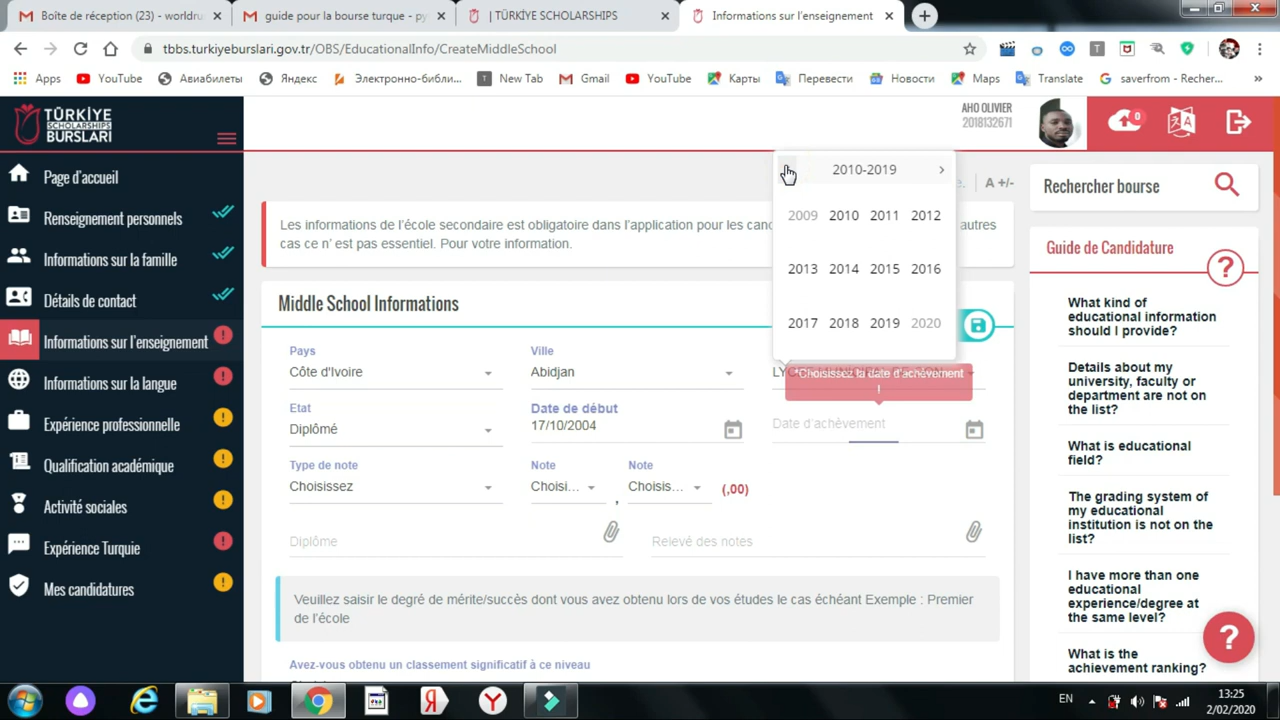 Boîte de réception (23) - worldru
guide pour la bourse turque - py
| TÜRKİYE SCHOLARSHIPS
Informations sur l'enseignement
tbbs.turkiyeburslari.gov.tr/OBS/EducationalInfo/CreateMiddleSchool
Apps
YouTube
Авиабилеты
Яндекс
Электронно-библи...
New Tab
Gmail
YouTube
Карты
Перевести
Новости
Maps
Translate
saverfrom - Recher...
»
TÜRKİYE
SCHOLARSHIPS
BURSLARI
AHO OLIVIER
2018132671
0
Page d'accueil
Renseignement personnels
Informations sur la famille
Détails de contact
Informations sur l'enseignement
Informations sur la langue
Expérience professionnelle
Qualification académique
Activité sociales
Expérience Turquie
Mes candidatures
A +/-
Les informations de l'école secondaire est obligatoire dans l'application pour les canc
autres
cas ce n' est pas essentiel. Pour votre information.
2010-2019
2009 2010 2011 2012
2013 2014 2015 2016
2017 2018 2019 2020
Middle School Informations
Pays
Côte d'Ivoire
Ville
Abidjan
*Choisissez la date d'achèvement
!
Etat
Diplômé
Date de début
17/10/2004
Date d'achèvement
Type de note
Choisissez
Note
Choisi...
,
Note
Choisis...
(,00)
Diplôme
Relevé des notes
Veuillez saisir le degré de mérite/succès dont vous avez obtenu lors de vos études le cas échéant Exemple : Premier
de l'école
Avez-vous obtenu un classement significatif à ce niveau
Rechercher bourse
Guide de Candidature
?
What kind of
educational information
should I provide?
Details about my
university, faculty or
department are not on
the list?
What is educational
field?
The grading system of
my educational
institution is not on the
list?
I have more than one
educational
experience/degree at
the same level?
What is the
achievement ranking?
?
EN
13:25
2/02/2020